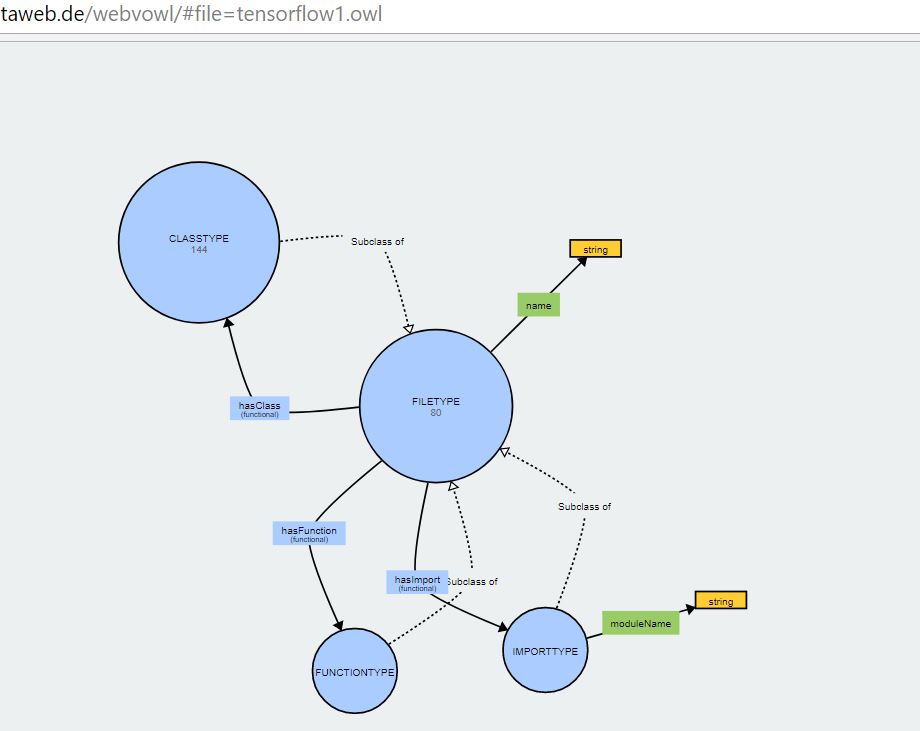 taweb.de/webvowl/#file=tensorflow1.owl
CLASSTYPE
144
Subclass of
string
name
FILETYPE
80
hasClass
(functional)
Subclass of
hasFunction
(functional)
hasImport
(functional)
Subclass of
string
moduleName
IMPORTTYPE
FUNCTIONTYPE